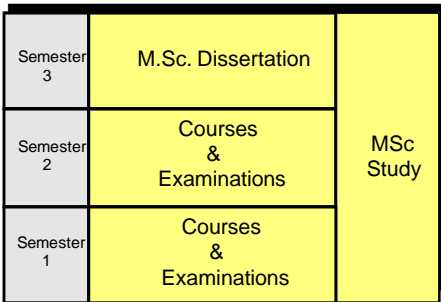 Semester
3
M.Sc. Dissertation
Semester
2
Courses
&
Examinations
MSc
Study
Semester
1
Courses
&
Examinations